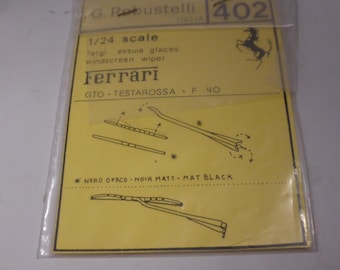 G. Robustelli
ITALIA
402
1/24 scale
Tergi essuie glaces
windscreen wiper
Ferrari
GTO - TESTAROSSA - F. 40
* NERO OPACO - NOIR MATT - MAT BLACK